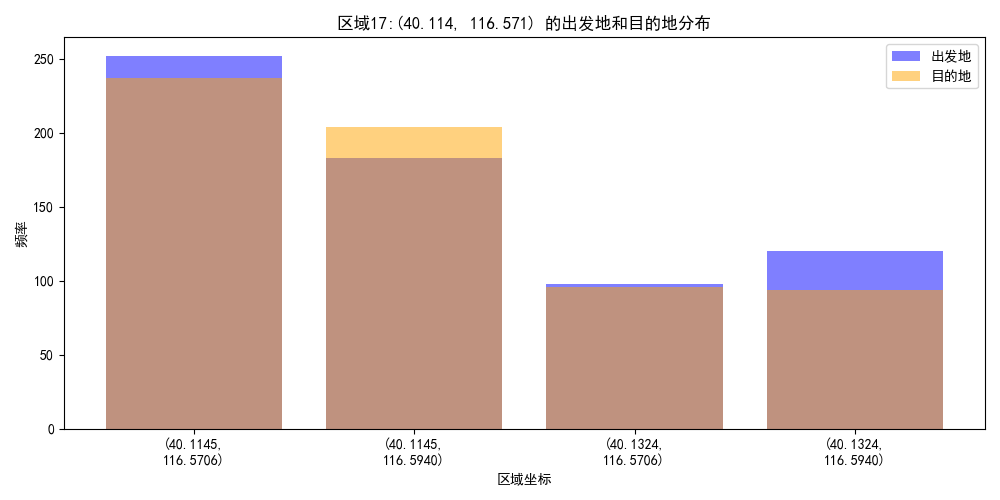 区域17:(40.114, 116.571) 的出发地和目的地分布
出发地
目的地
频率
250
200
150
100
50
0
(40.1145,
116.5706)
(40.1145,
116.5940)
(40.1324,
116.5706)
(40.1324,
116.5940)
区域坐标